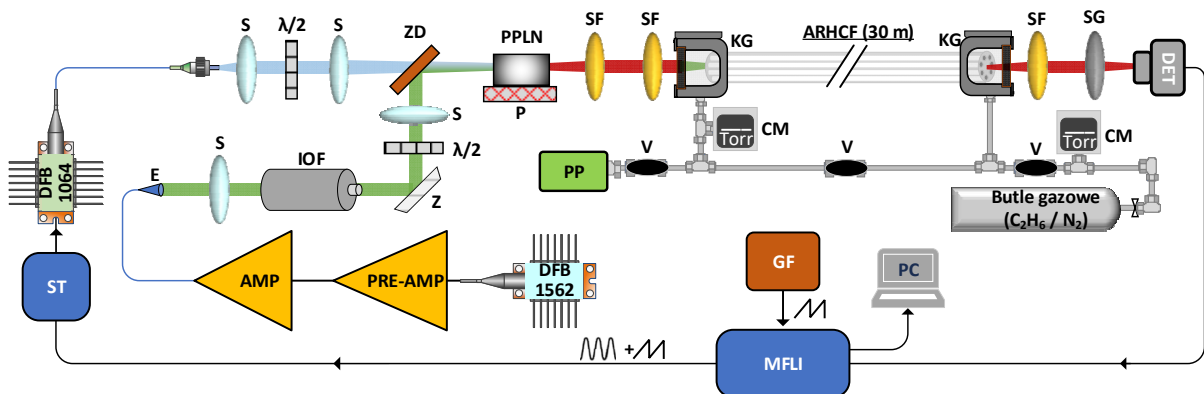 S
λ/2
S
ZD
PPLN
SF
SF
KG
ARHCF (30 m)
KG
SF
SG
DET
P
S
λ/2
Torr
CM
Torr
CM
DFB
1064
E
S
IOF
Z
PP
V
V
V
Butle gazowe
(C₂H₆ / N₂)
ST
AMP
PRE-AMP
DFB
1562
GF
PC
+
MFLI